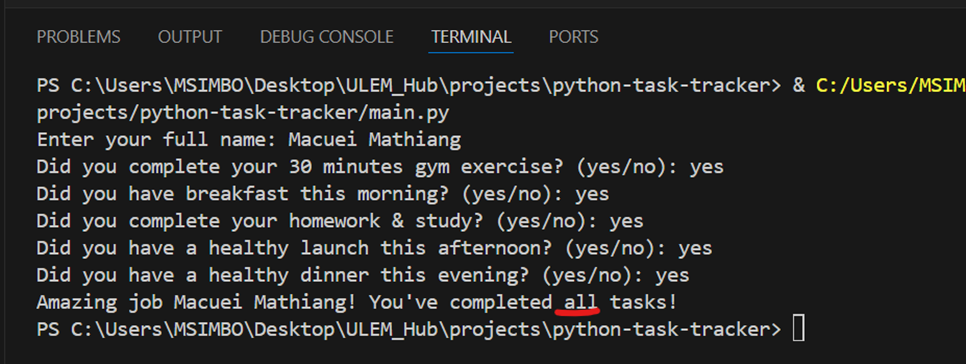 PROBLEMS OUTPUT DEBUG CONSOLE TERMINAL PORTS
PS C:\Users\MSIMBO\Desktop\ULEM_Hub\projects\python-task-tracker> & C:/Users/MSIM
projects/python-task-tracker/main.py
Enter your full name: Macuei Mathiang
Did you complete your 30 minutes gym exercise? (yes/no): yes
Did you have breakfast this morning? (yes/no): yes
Did you complete your homework & study? (yes/no): yes
Did you have a healthy launch this afternoon? (yes/no): yes
Did you have a healthy dinner this evening? (yes/no): yes
Amazing job Macuei Mathiang! You've completed all tasks!
PS C:\Users\MSIMBO\Desktop\ULEM_Hub\projects\python-task-tracker>